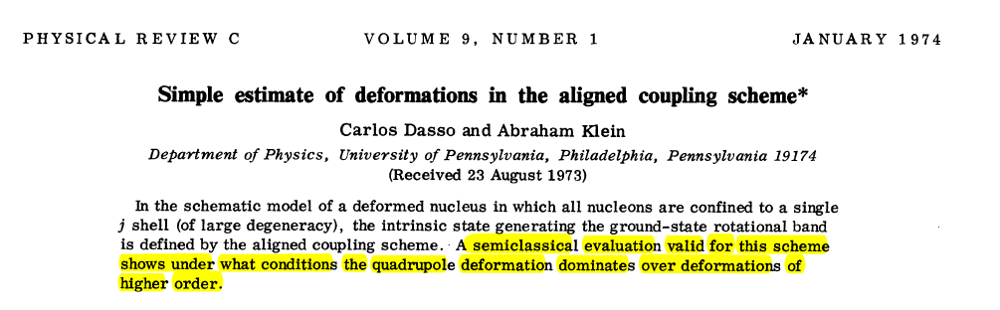 PHYSICAL REVIEW C VOLUME 9, NUMBER 1 JANUARY 1974
Simple estimate of deformations in the aligned coupling scheme*
Carlos Dasso and Abraham Klein
Department of Physics, University of Pennsylvania, Philadelphia, Pennsylvania 19174
(Received 23 August 1973)
In the schematic model of a deformed nucleus in which all nucleons are confined to a single
j shell (of large degeneracy), the intrinsic state generating the ground-state rotational band
is defined by the aligned coupling scheme. A semiclassical evaluation valid for this scheme
shows under what conditions the quadrupole deformation dominates over deformations of
higher order.